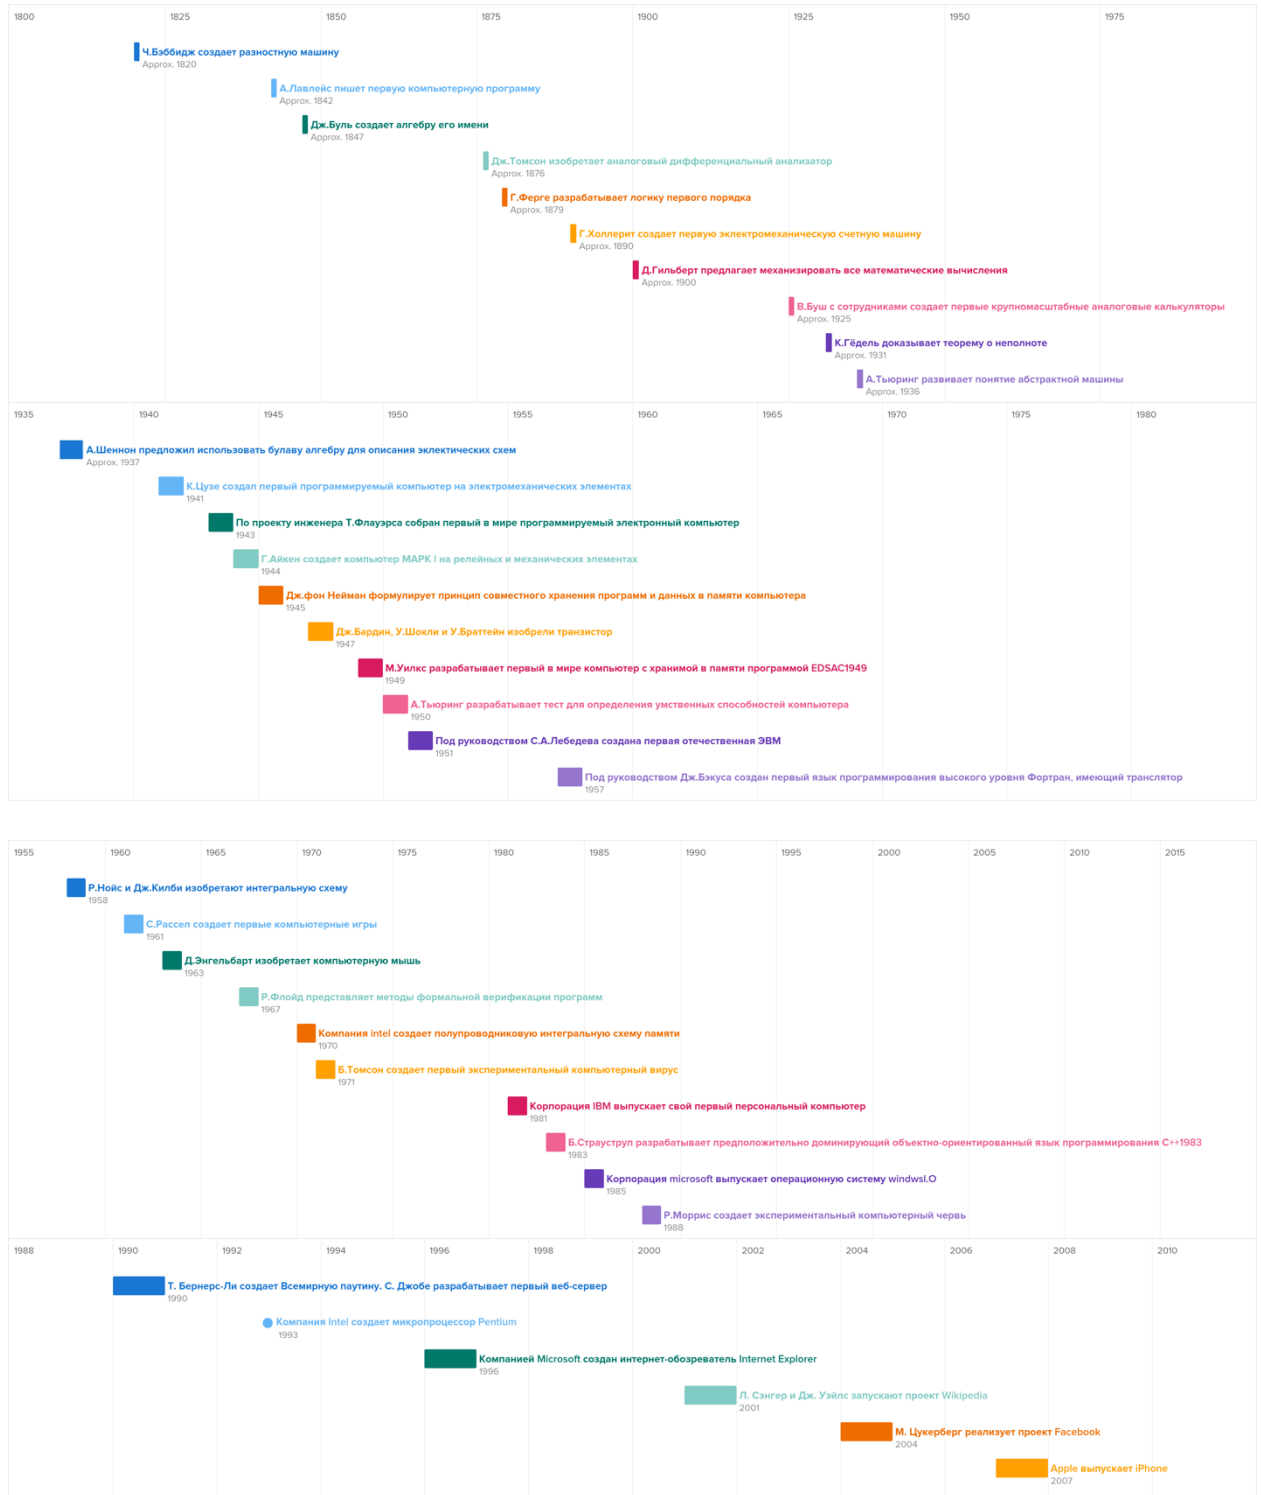 1800 1825 1850 1875 1900 1925 1950 1975
Ч.Бэббидж создает разностную машину
Approx. 1820
А.Лавлейс пишет первую компьютерную программу
Approx. 1842
Дж.Буль создает алгебру его имени
Approx. 1847
Дж.Томсон изобретает аналоговый дифференциальный анализатор
Approx. 1876
Г.Ферге разрабатывает логику первого порядка
Approx. 1879
Г.Холлерит создает первую эклектромеханическую счетную машину
Approx. 1890
Д.Гильберт предлагает механизировать все математические вычисления
Approx. 1900
В.Буш с сотрудниками создает первые крупномасштабные аналоговые калькуляторы
Approx. 1925
К.Гёдель доказывает теорему о неполноте
Approx. 1931
А.Тьюринг развивает понятие абстрактной машины
Approx. 1936
1935 1940 1945 1950 1955 1960 1965 1970 1975 1980
А.Шеннон предложил использовать булаву алгебру для описания эклектических схем
Approx. 1937
К.Цузе создал первый программируемый компьютер на электромеханических элементах
1941
По проекту инженера Т.Флауэрса собран первый в мире программируемый электронный компьютер
1943
Г.Айкен создает компьютер МАРК I на релейных и механических элементах
1944
Дж.фон Нейман формулирует принцип совместного хранения программ и данных в памяти компьютера
1945
Дж.Бардин, У.Шокли и У.Браттейн изобрели транзистор
1947
М.Уилкс разрабатывает первый в мире компьютер с хранимой в памяти программой EDSAC1949
1949
А.Тьюринг разрабатывает тест для определения умственных способностей компьютера
1950
Под руководством С.А.Лебедева создана первая отечественная ЭВМ
1951
Под руководством Дж.Бэкуса создан первый язык программирования высокого уровня Фортран, имеющий транслятор
1957
1955 1960 1965 1970 1975 1980 1985 1990 1995 2000 2005 2010 2015
Р.Нойс и Дж.Килби изобретают интегральную схему
1958
С.Рассел создает первые компьютерные игры
1961
Д.Энгельбарт изобретает компьютерную мышь
1963
Р.Флойд представляет методы формальной верификации программ
1967
Компания intel создает полупроводниковую интегральную схему памяти
1970
Б.Томсон создает первый экспериментальный компьютерный вирус
1971
Корпорация IBM выпускает свой первый персональный компьютер
1981
Б.Страуструп разрабатывает предположительно доминирующий объектно-ориентированный язык программирования C++1983
1983
Корпорация microsoft выпускает операционную систему windwsl.O
1985
Р.Моррис создает экспериментальный компьютерный червь
1988
1988 1990 1992 1994 1996 1998 2000 2002 2004 2006 2008 2010
Т. Бернерс-Ли создает Всемирную паутину. С. Джобе разрабатывает первый веб-сервер
1990
Компания Intel создает микропроцессор Pentium
1993
Компанией Microsoft создан интернет-обозреватель Internet Explorer
1996
Л. Сэнгер и Дж. Уэйлс запускают проект Wikipedia
2001
М. Цукерберг реализует проект Facebook
2004
Apple выпускает iPhone
2007